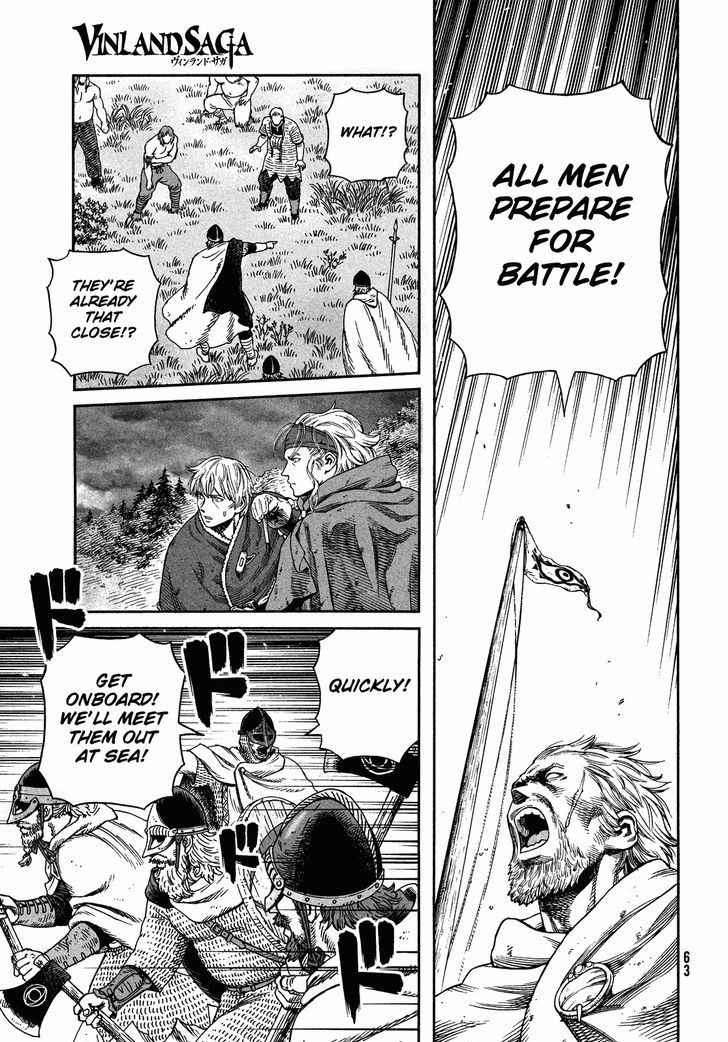 VINLAND SAGA
ヴィンランド・サガ
ALL MEN
PREPARE
FOR
BATTLE!
WHAT!?
THEY'RE
ALREADY
THAT
CLOSE!?
QUICKLY!
GET
ONBOARD!
WE'LL MEET
THEM OUT
AT SEA!
ド
ド
ド
ド
63